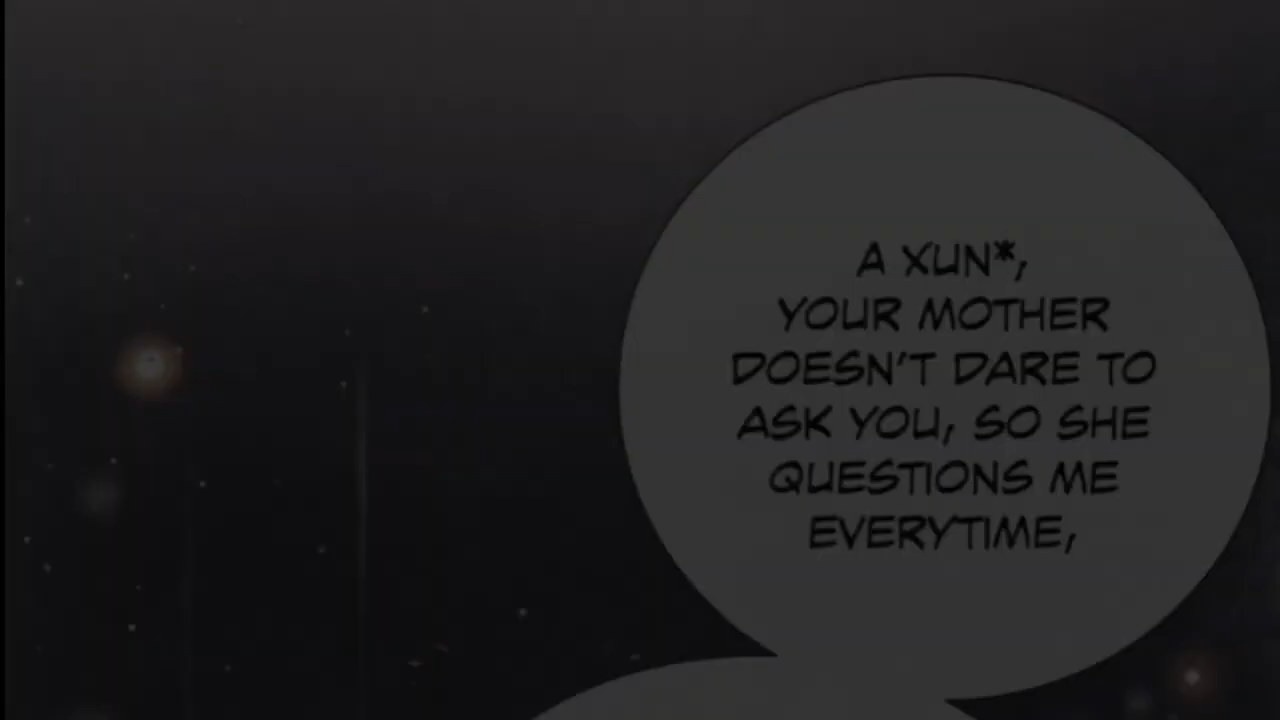 A XUN*,
YOUR MOTHER
DOESN'T DARE TO
ASK YOU, SO SHE
QUESTIONS ME
EVERYTIME,